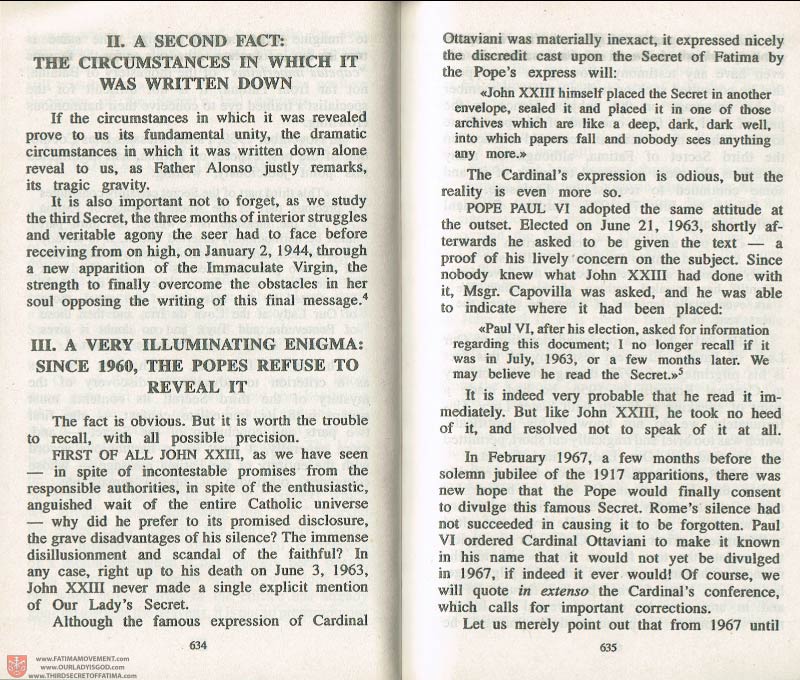 II. A SECOND FACT:
THE CIRCUMSTANCES IN WHICH IT
WAS WRITTEN DOWN
If the circumstances in which it was revealed
prove to us its fundamental unity, the dramatic
circumstances in which it was written down alone
reveal to us, as Father Alonso justly remarks,
its tragic gravity.
It is also important not to forget, as we study
the third Secret, the three months of interior struggles
and veritable agony the seer had to face before
receiving from on high, on January 2, 1944, through
a new apparition of the Immaculate Virgin, the
strength to finally overcome the obstacles in her
soul opposing the writing of this final message.⁴
III. A VERY ILLUMINATING ENIGMA:
SINCE 1960, THE POPES REFUSE TO
REVEAL IT
The fact is obvious. But it is worth the trouble
to recall, with all possible precision.
FIRST OF ALL JOHN XXIII, as we have seen
— in spite of incontestable promises from the
responsible authorities, in spite of the enthusiastic,
anguished wait of the entire Catholic universe
— why did he prefer to its promised disclosure,
the grave disadvantages of his silence? The immense
disillusionment and scandal of the faithful? In
any case, right up to his death on June 3, 1963,
John XXIII never made a single explicit mention
of Our Lady's Secret.
Although the famous expression of Cardinal
634
Ottaviani was materially inexact, it expressed nicely
the discredit cast upon the Secret of Fatima by
the Pope's express will:
«John XXIII himself placed the Secret in another
envelope, sealed it and placed it in one of those
archives which are like a deep, dark, dark well,
into which papers fall and nobody sees anything
any more.»
The Cardinal's expression is odious, but the
reality is even more so.
POPE PAUL VI adopted the same attitude at
the outset. Elected on June 21, 1963, shortly af-
terwards he asked to be given the text — a
proof of his lively concern on the subject. Since
nobody knew what John XXIII had done with
it, Msgr. Capovilla was asked, and he was able
to indicate where it had been placed:
«Paul VI, after his election, asked for information
regarding this document; I no longer recall if it
was in July, 1963, or a few months later. We
may believe he read the Secret.»⁵
It is indeed very probable that he read it im-
mediately. But like John XXIII, he took no heed
of it, and resolved not to speak of it at all.
In February 1967, a few months before the
solemn jubilee of the 1917 apparitions, there was
new hope that the Pope would finally consent
to divulge this famous Secret. Rome's silence had
not succeeded in causing it to be forgotten. Paul
VI ordered Cardinal Ottaviani to make it known
in his name that it would not yet be divulged
in 1967, if indeed it ever would! Of course, we
will quote in extenso the Cardinal's conference,
which calls for important corrections.
Let us merely point out that from 1967 until
635
www.FATIMAMOVEMENT.com
www.OURLADYISGOD.com
www.THIRDSECRETOFFATIMA.com